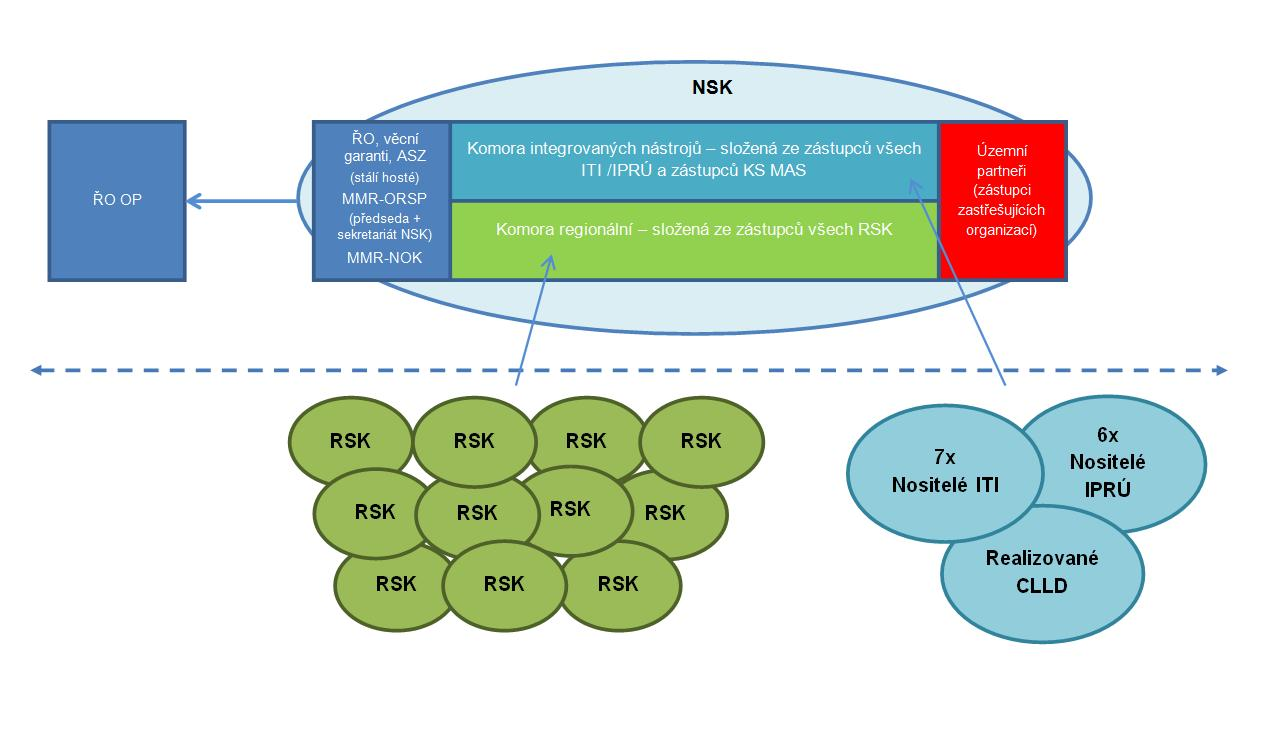 NSK
ŘO OP
ŘO, věcní
garanti, ASZ
(stálí hosté)
MMR-ORSP
(předseda +
sekretariát NSK)
MMR-NOK
Komora integrovaných nástrojů – složená ze zástupců všech
ITI /IPRÚ a zástupců KS MAS
Komora regionální – složená ze zástupců všech RSK
Územní
partneři
(zástupci
zastřešujících
organizací)
RSK
RSK
RSK
RSK
RSK
RSK
RSK
RSK
RSK
RSK
RSK
7x
Nositelé ITI
6x
Nositelé
IPRÚ
Realizované
CLLD